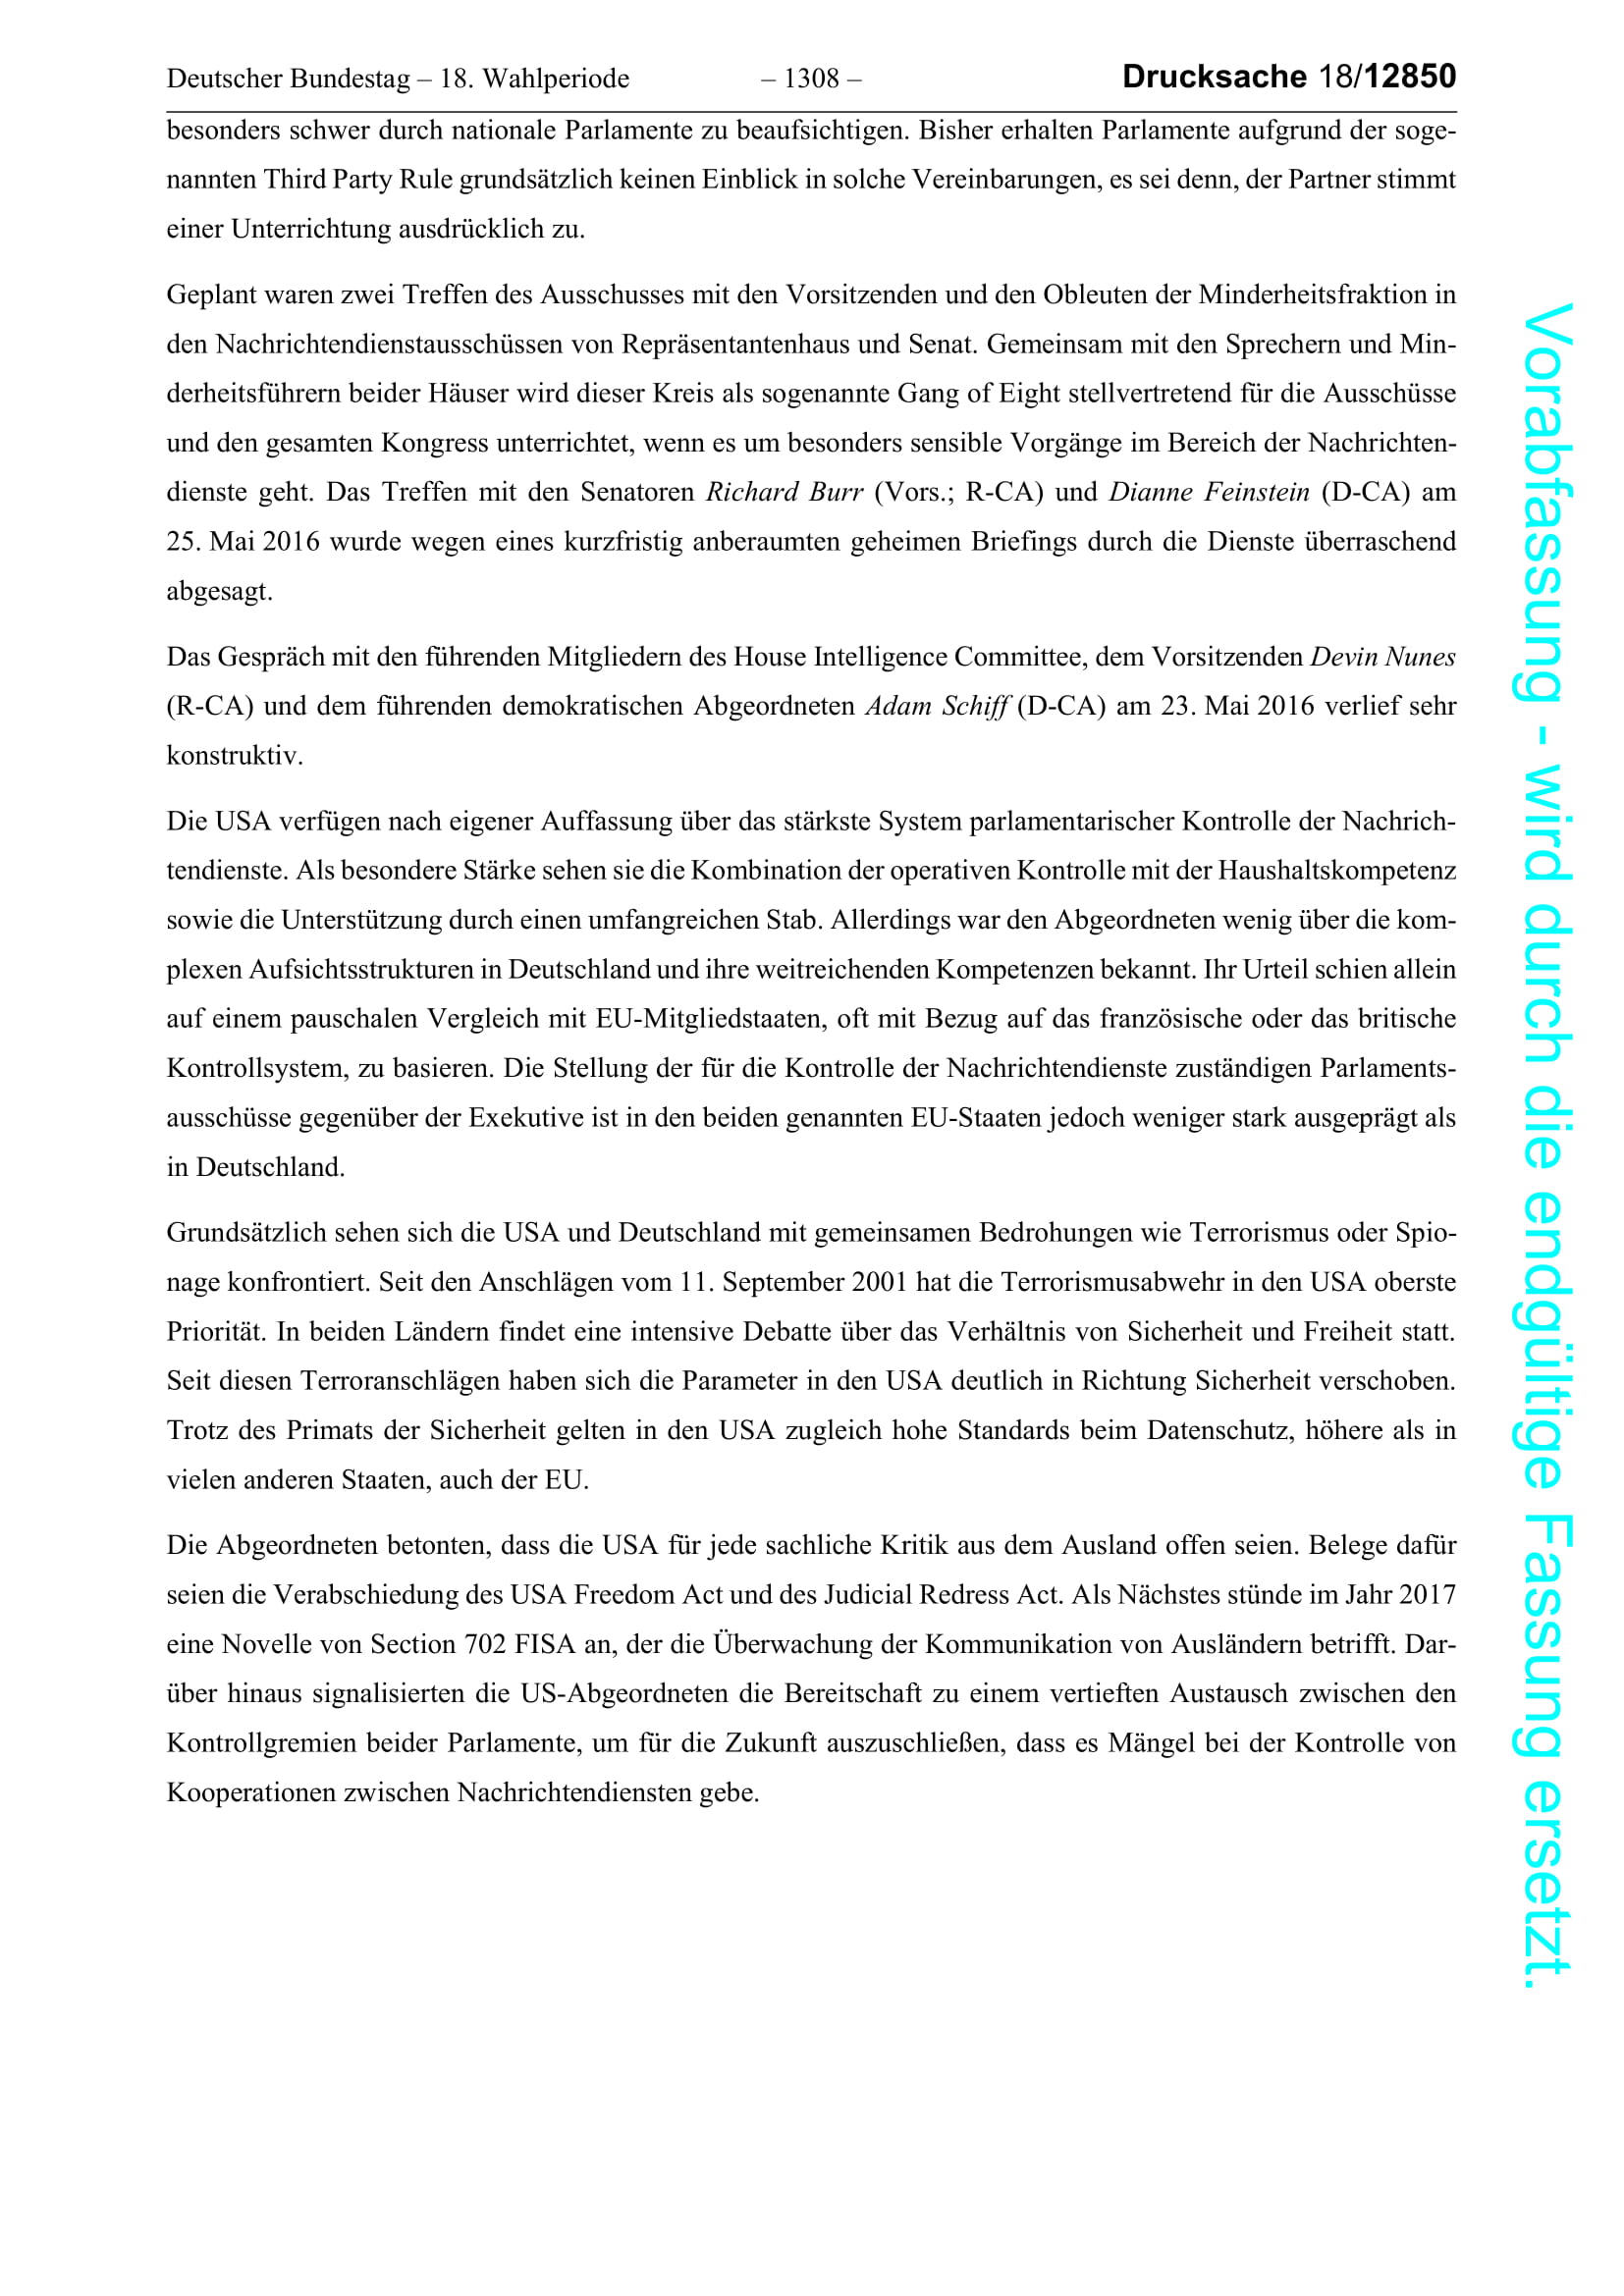 Deutscher Bundestag – 18. Wahlperiode – 1308 – Drucksache 18/12850
besonders schwer durch nationale Parlamente zu beaufsichtigen. Bisher erhalten Parlamente aufgrund der soge-
nannten Third Party Rule grundsätzlich keinen Einblick in solche Vereinbarungen, es sei denn, der Partner stimmt
einer Unterrichtung ausdrücklich zu.
Geplant waren zwei Treffen des Ausschusses mit den Vorsitzenden und den Obleuten der Minderheitsfraktion in
den Nachrichtendienstausschüssen von Repräsentantenhaus und Senat. Gemeinsam mit den Sprechern und Min-
derheitsführern beider Häuser wird dieser Kreis als sogenannte Gang of Eight stellvertretend für die Ausschüsse
und den gesamten Kongress unterrichtet, wenn es um besonders sensible Vorgänge im Bereich der Nachrichten-
dienste geht. Das Treffen mit den Senatoren Richard Burr (Vors.; R-CA) und Dianne Feinstein (D-CA) am
25. Mai 2016 wurde wegen eines kurzfristig anberaumten geheimen Briefings durch die Dienste überraschend
abgesagt.
Das Gespräch mit den führenden Mitgliedern des House Intelligence Committee, dem Vorsitzenden Devin Nunes
(R-CA) und dem führenden demokratischen Abgeordneten Adam Schiff (D-CA) am 23. Mai 2016 verlief sehr
konstruktiv.
Die USA verfügen nach eigener Auffassung über das stärkste System parlamentarischer Kontrolle der Nachrich-
tendienste. Als besondere Stärke sehen sie die Kombination der operativen Kontrolle mit der Haushaltskompetenz
sowie die Unterstützung durch einen umfangreichen Stab. Allerdings war den Abgeordneten wenig über die kom-
plexen Aufsichtsstrukturen in Deutschland und ihre weitreichenden Kompetenzen bekannt. Ihr Urteil schien allein
auf einem pauschalen Vergleich mit EU-Mitgliedstaaten, oft mit Bezug auf das französische oder das britische
Kontrollsystem, zu basieren. Die Stellung der für die Kontrolle der Nachrichtendienste zuständigen Parlaments-
ausschüsse gegenüber der Exekutive ist in den beiden genannten EU-Staaten jedoch weniger stark ausgeprägt als
in Deutschland.
Grundsätzlich sehen sich die USA und Deutschland mit gemeinsamen Bedrohungen wie Terrorismus oder Spio-
nage konfrontiert. Seit den Anschlägen vom 11. September 2001 hat die Terrorismusabwehr in den USA oberste
Priorität. In beiden Ländern findet eine intensive Debatte über das Verhältnis von Sicherheit und Freiheit statt.
Seit diesen Terroranschlägen haben sich die Parameter in den USA deutlich in Richtung Sicherheit verschoben.
Trotz des Primats der Sicherheit gelten in den USA zugleich hohe Standards beim Datenschutz, höhere als in
vielen anderen Staaten, auch der EU.
Die Abgeordneten betonten, dass die USA für jede sachliche Kritik aus dem Ausland offen seien. Belege dafür
seien die Verabschiedung des USA Freedom Act und des Judicial Redress Act. Als Nächstes stünde im Jahr 2017
eine Novelle von Section 702 FISA an, der die Überwachung der Kommunikation von Ausländern betrifft. Dar-
über hinaus signalisierten die US-Abgeordneten die Bereitschaft zu einem vertieften Austausch zwischen den
Kontrollgremien beider Parlamente, um für die Zukunft auszuschließen, dass es Mängel bei der Kontrolle von
Kooperationen zwischen Nachrichtendiensten gebe.
Vorabfassung - wird durch die endgültige Fassung ersetzt.